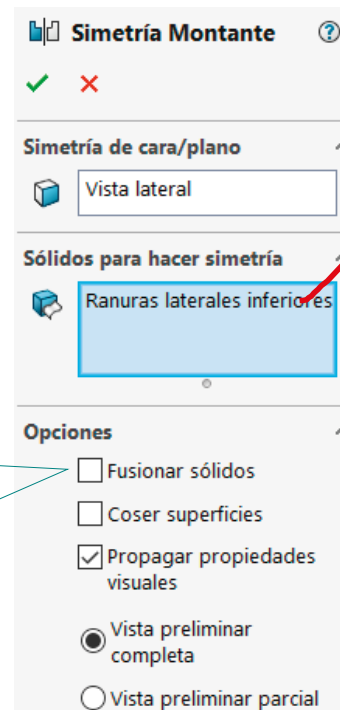 Simetría Montante
Simetría de cara/plano
Vista lateral
Sólidos para hacer simetría
Ranuras laterales inferiores
Opciones
Fusionar sólidos
Coser superficies
Propagar propiedades
visuales
Vista preliminar
completa
Vista preliminar parcial